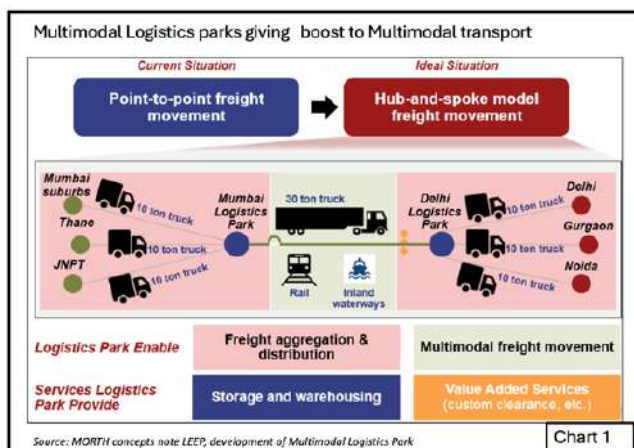 Multimodal Logistics parks giving boost to Multimodal transport
Current Situation
Ideal Situation
Point-to-point freight
movement
Hub-and-spoke model
freight movement
Mumbai
suburbs
10 ton truck
Thane
10 ton truck
JNPT
10 ton truck
Mumbai
Logistics
Park
30 ton truck
Rail
Inland
waterways
Delhi
Logistics
Park
10 ton truck
Delhi
10 ton truck
Gurgaon
10 ton truck
Noida
Logistics Park Enable
Freight aggregation &
distribution
Multimodal freight movement
Services Logistics
Park Provide
Storage and warehousing
Value Added Services
(custom clearance, etc.)
Source: MORTH concepts note LEEP, development of Multimodal Logistics Park
Chart 1